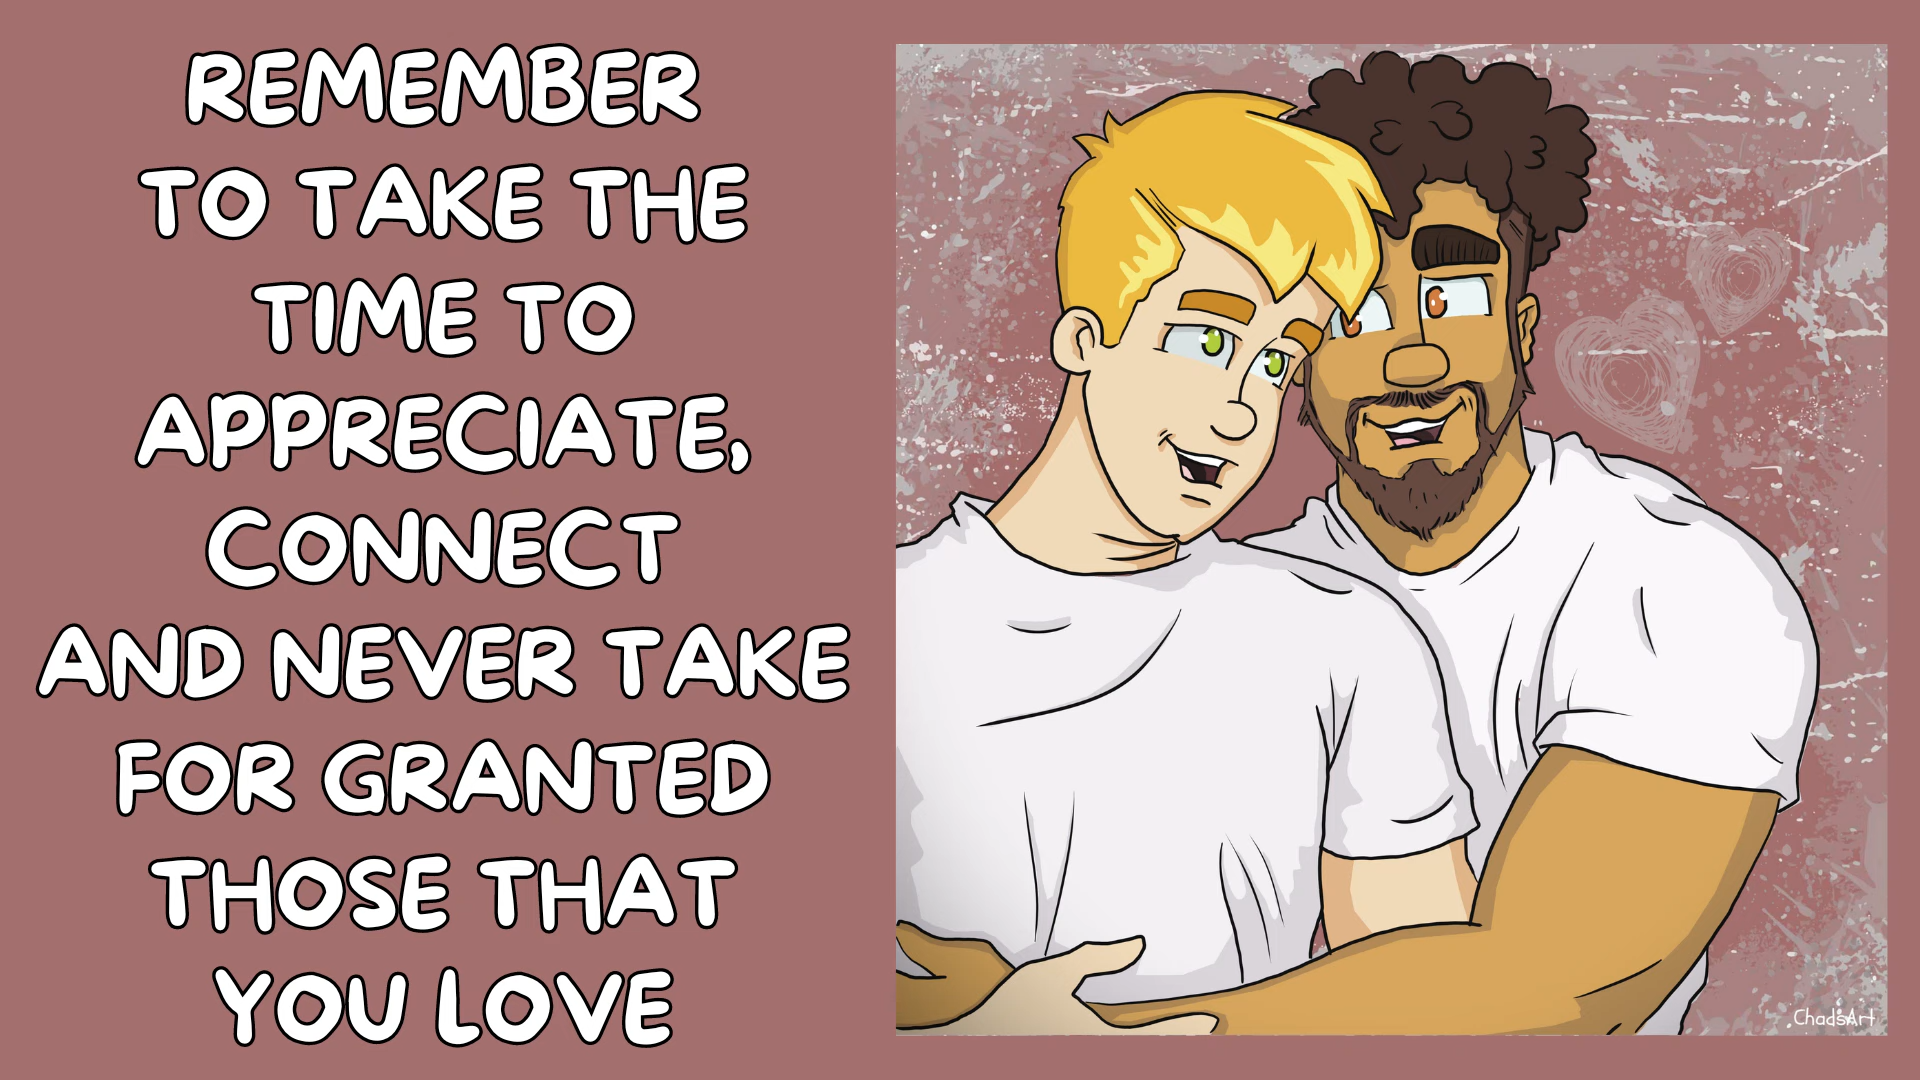 REMEMBER
TO TAKE THE
TIME TO
APPRECIATE,
CONNECT
AND NEVER TAKE
FOR GRANTED
THOSE THAT
YOU LOVE
ChadsArt